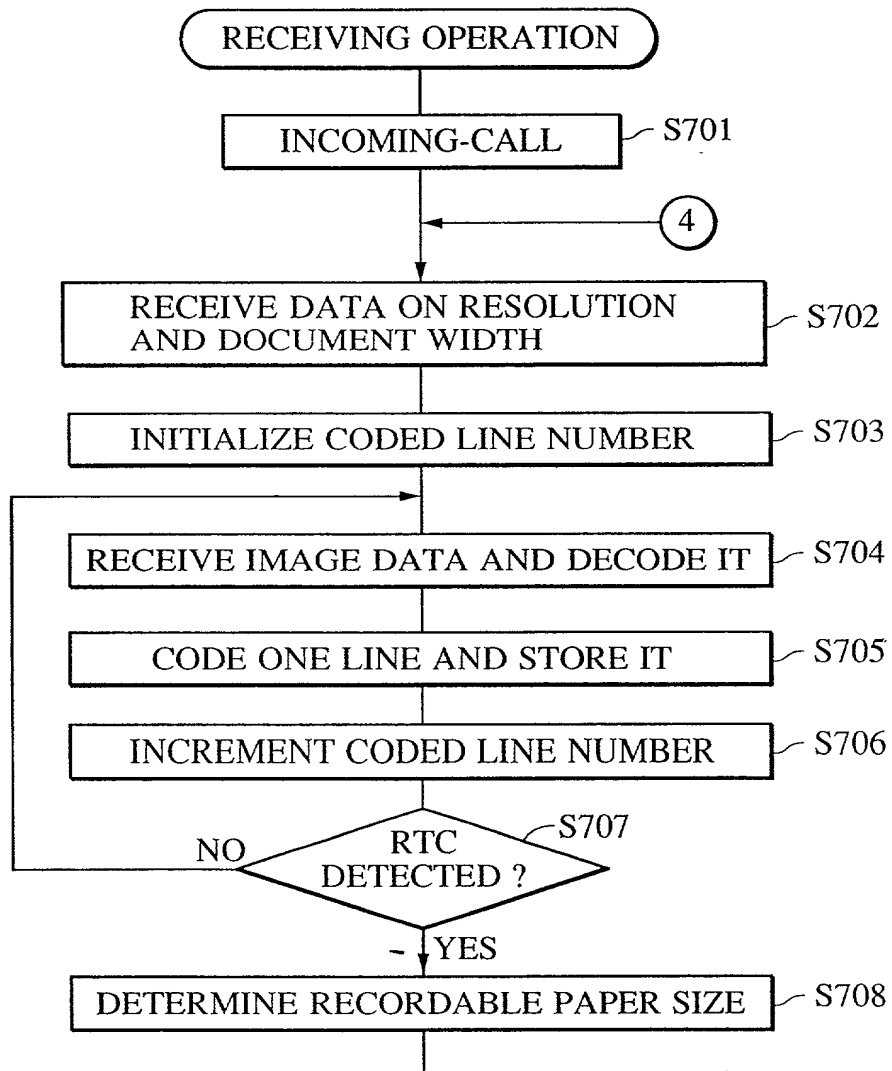 RECEIVING OPERATION
INCOMING-CALL
S701
4
RECEIVE DATA ON RESOLUTION
AND DOCUMENT WIDTH
S702
INITIALIZE CODED LINE NUMBER
S703
RECEIVE IMAGE DATA AND DECODE IT
S704
CODE ONE LINE AND STORE IT
S705
INCREMENT CODED LINE NUMBER
S706
S707
NO
RTC
DETECTED ?
YES
DETERMINE RECORDABLE PAPER SIZE
S708